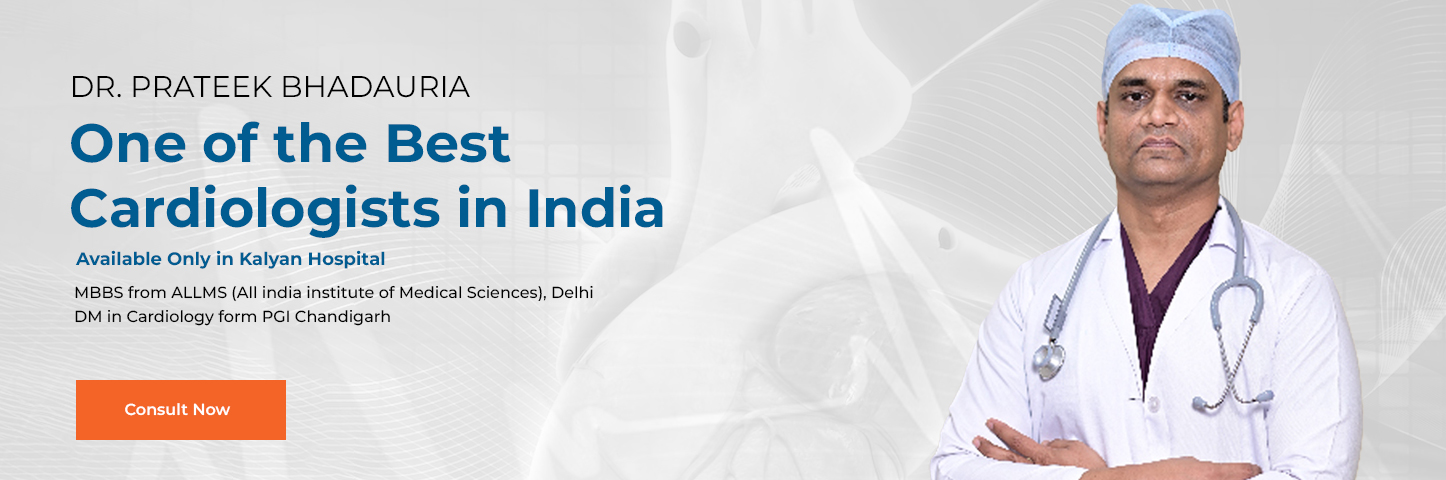 DR. PRATEEK BHADAURIA
One of the Best
Cardiologists in India
Available Only in Kalyan Hospital
MBBS from ALLMS (All india institute of Medical Sciences), Delhi
DM in Cardiology form PGI Chandigarh
Consult Now